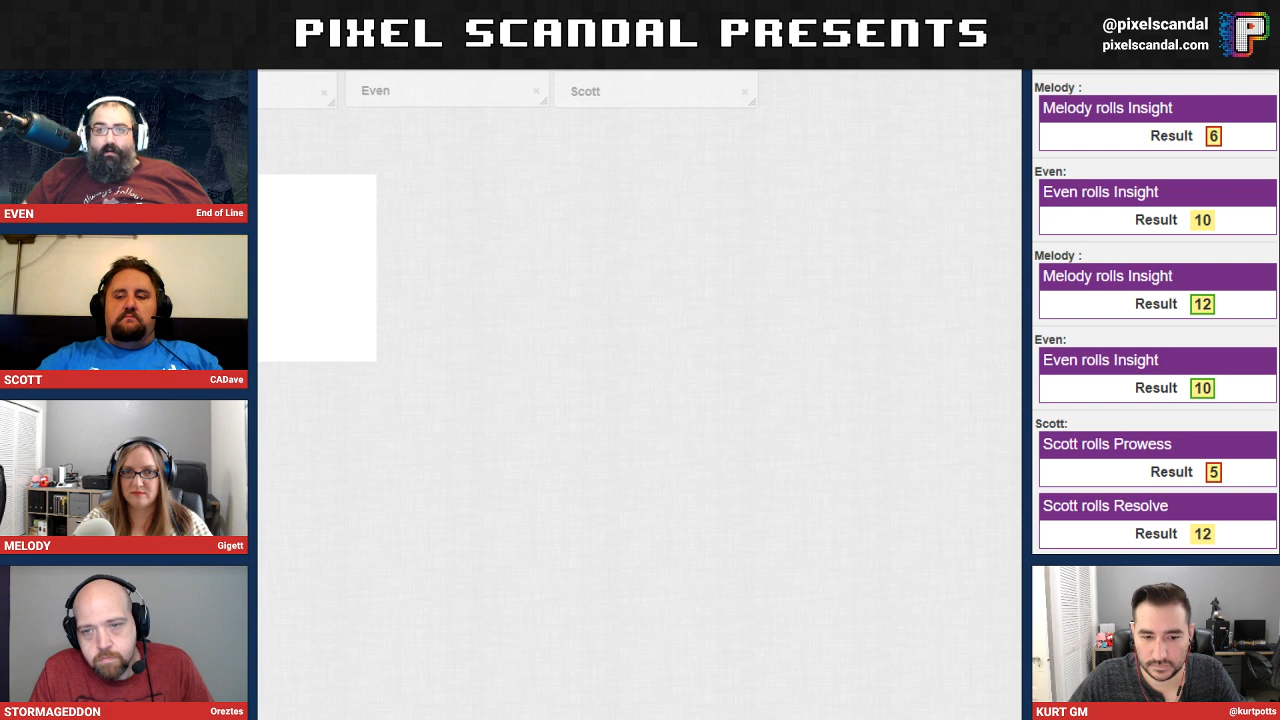 PIXEL SCANDAL PRESENTS
@pixelscandal
pixelscandal.com
P
Even
Scott
EVEN
End of Line
SCOTT
CADave
MELODY
Gigett
STORMAGEDDON
Oreztes
Melody :
Melody rolls Insight
Result 6
Even:
Even rolls Insight
Result 10
Melody :
Melody rolls Insight
Result 12
Even:
Even rolls Insight
Result 10
Scott:
Scott rolls Prowess
Result 5
Scott rolls Resolve
Result 12
KURT GM
@kurtpotts